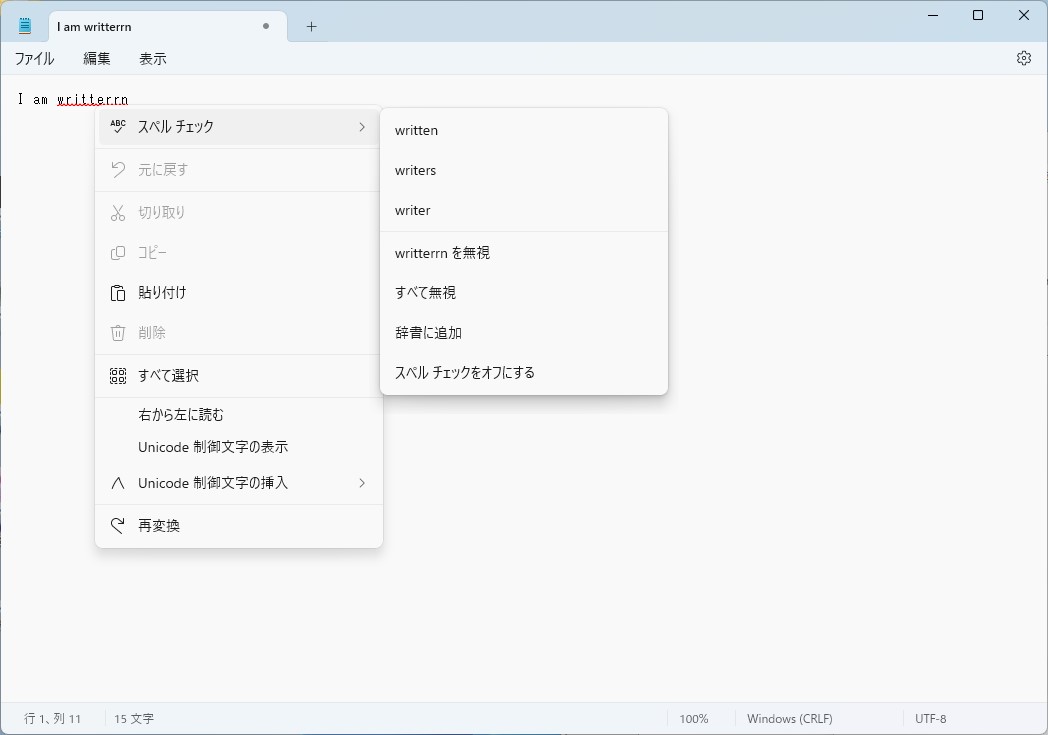 I am writterrn
ファイル 編集 表示
I am writterrn
スペル チェック
元に戻す
切り取り
コピー
貼り付け
削除
すべて選択
右から左に読む
Unicode 制御文字の表示
Unicode 制御文字の挿入
再変換
written
writers
writer
writterrn を無視
すべて無視
辞書に追加
スペル チェックをオフにする
行 1、列 11 15 文字 100% Windows (CRLF) UTF-8